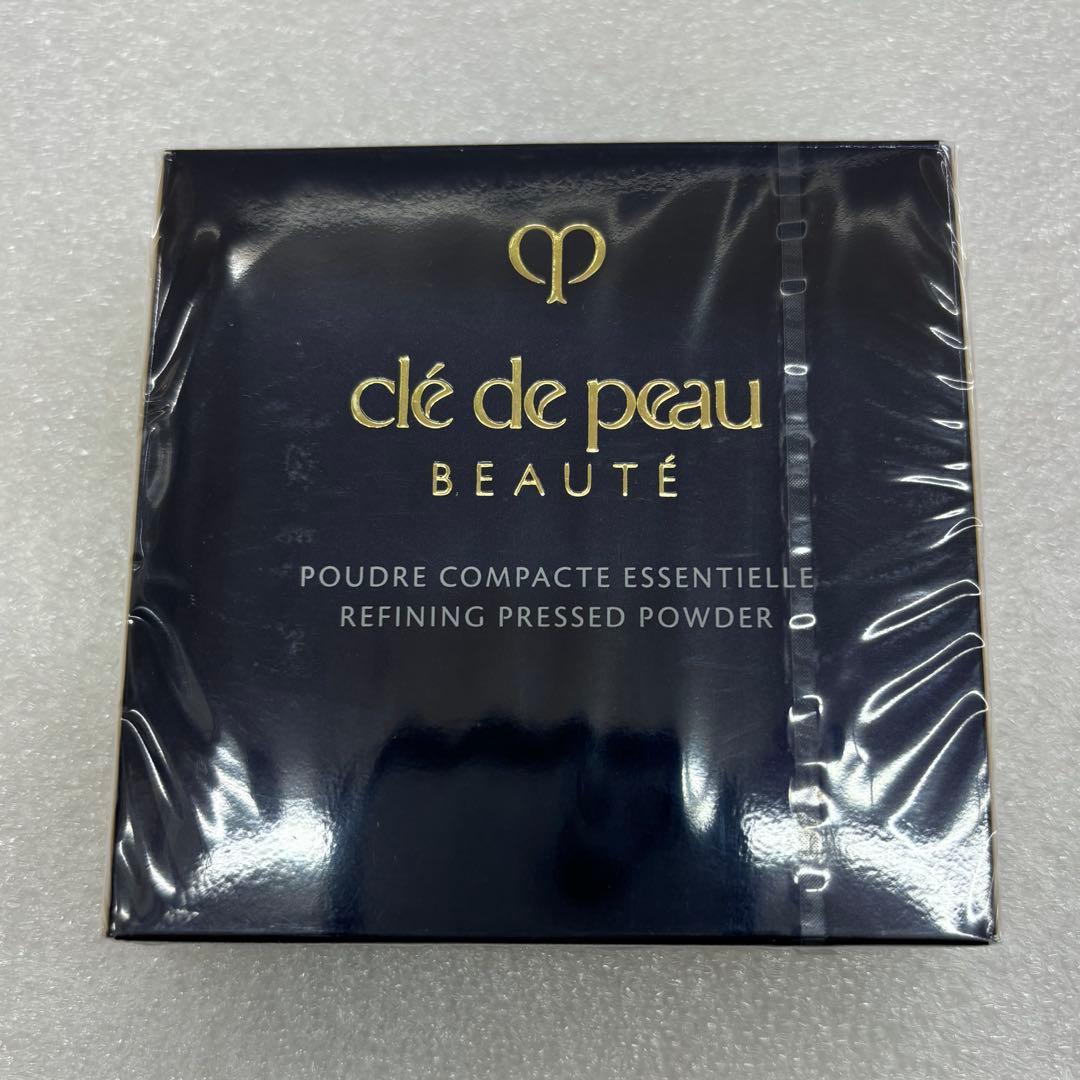 clé de peau
BEAUTÉ
POUDRE COMPACTE ESSENTIELLE
REFINING PRESSED POWDER